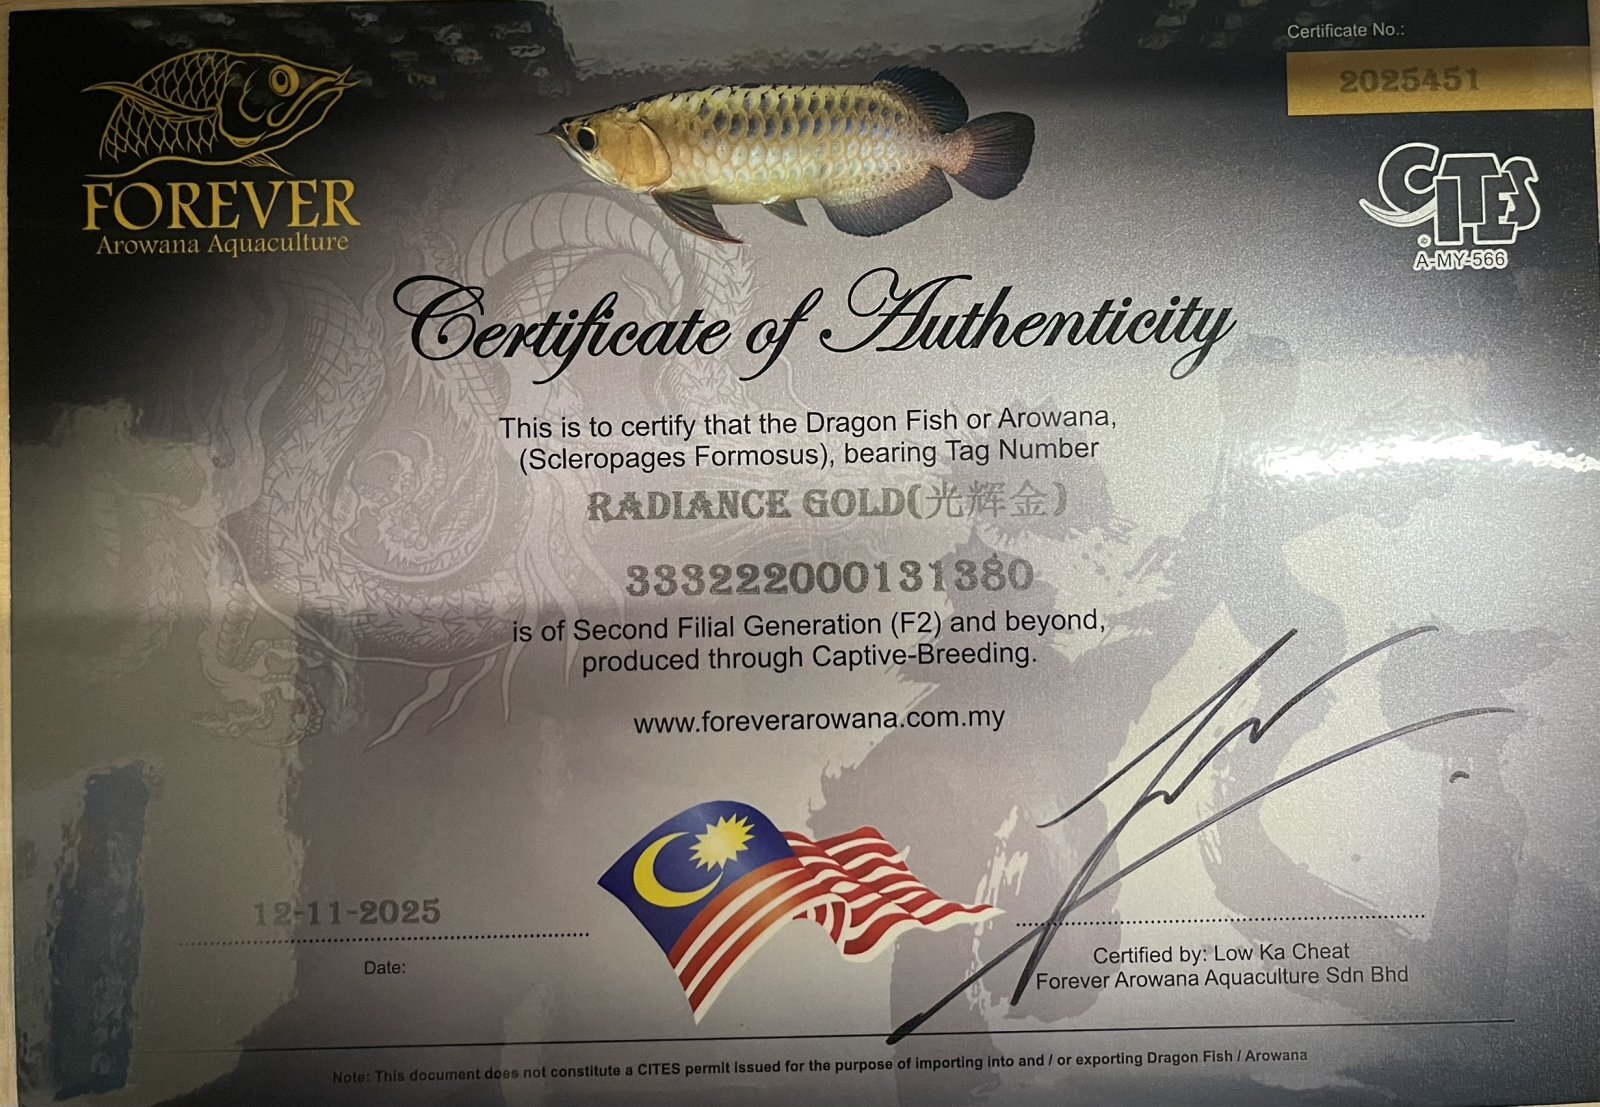 Certificate No.:
2025451
FOREVER
Arowana Aquaculture
CITES
A-MY-566
Certificate of Authenticity
This is to certify that the Dragon Fish or Arowana,
(Scleropages Formosus), bearing Tag Number
RADIANCE GOLD(光辉金)
333222000131380
is of Second Filial Generation (F2) and beyond,
produced through Captive-Breeding.
www.foreverarowana.com.my
12-11-2025
Date:
Certified by: Low Ka Cheat
Forever Arowana Aquaculture Sdn Bhd
Note: This document does not constitute a CITES permit issued for the purpose of importing into and / or exporting Dragon Fish / Arowana